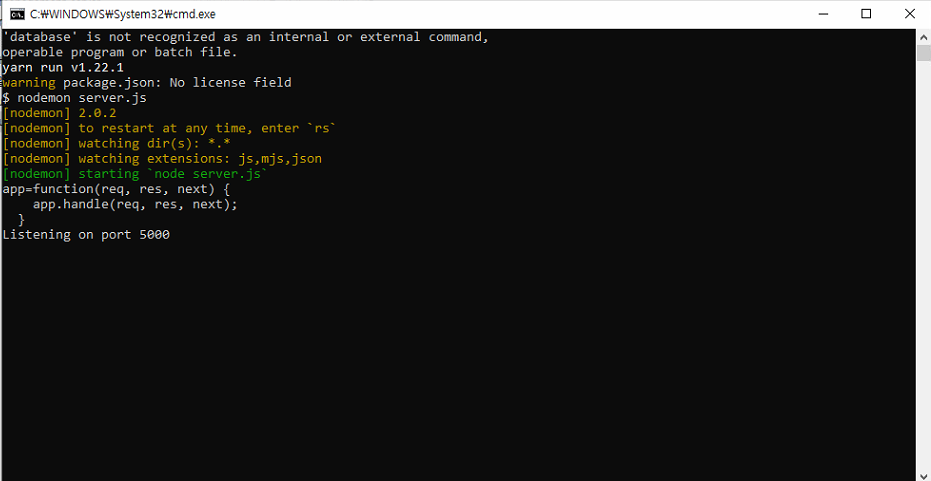 C:₩WINDOWS₩System32₩cmd.exe
'database' is not recognized as an internal or external command,
operable program or batch file.
yarn run v1.22.1
warning package.json: No license field
$ nodemon server.js
[nodemon] 2.0.2
[nodemon] to restart at any time, enter `rs`
[nodemon] watching dir(s): *.*
[nodemon] watching extensions: js,mjs,json
[nodemon] starting `node server.js`
app=function(req, res, next) {
    app.handle(req, res, next);
  }
Listening on port 5000